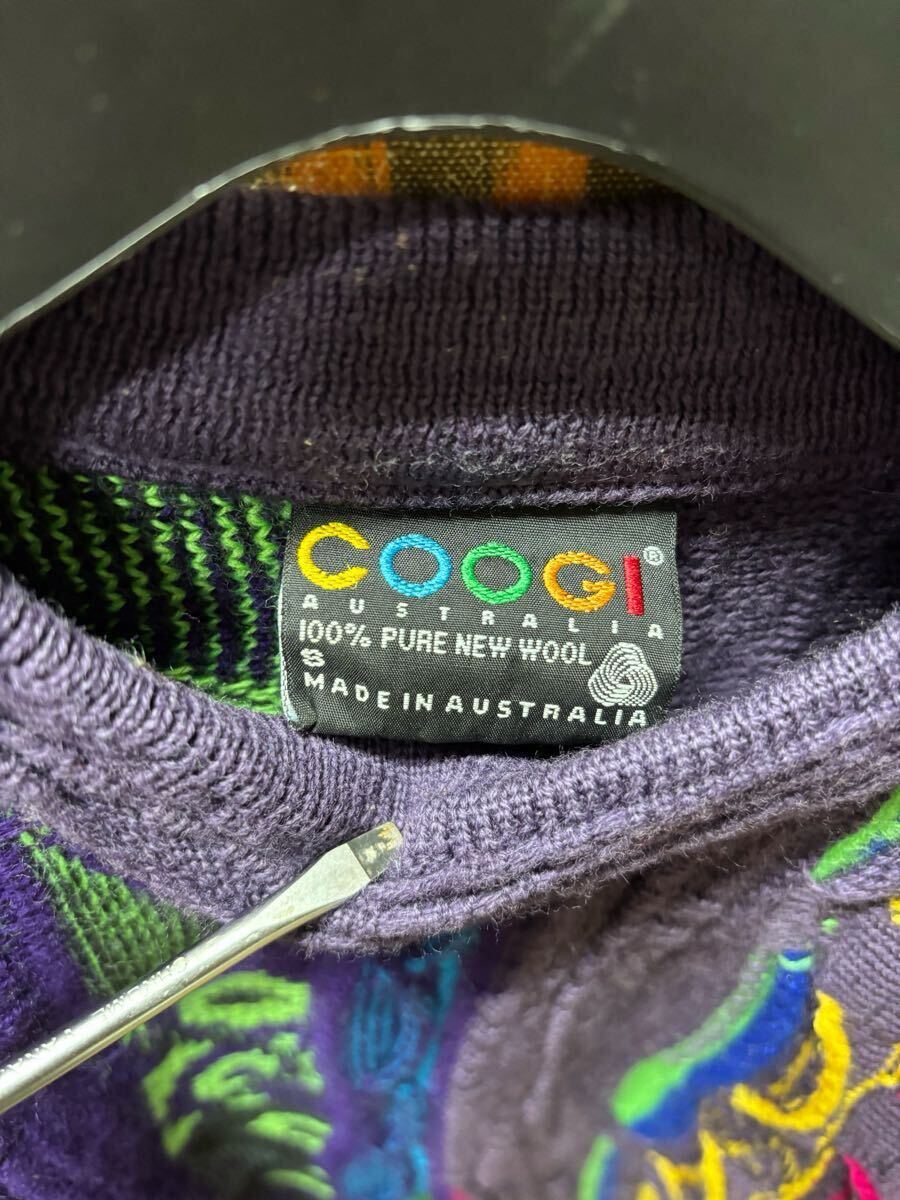 COOGI®
AUSTRALIA
100% PURE NEW WOOL
S
MADE IN AUSTRALIA